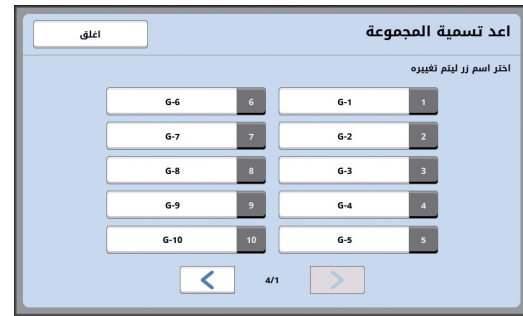 اعد تسمية المجموعة
اغلق
اختر اسم زر ليتم تغييره
1 G-1
6 G-6
2 G-2
7 G-7
3 G-3
8 G-8
4 G-4
9 G-9
5 G-5
10 G-10
4/1